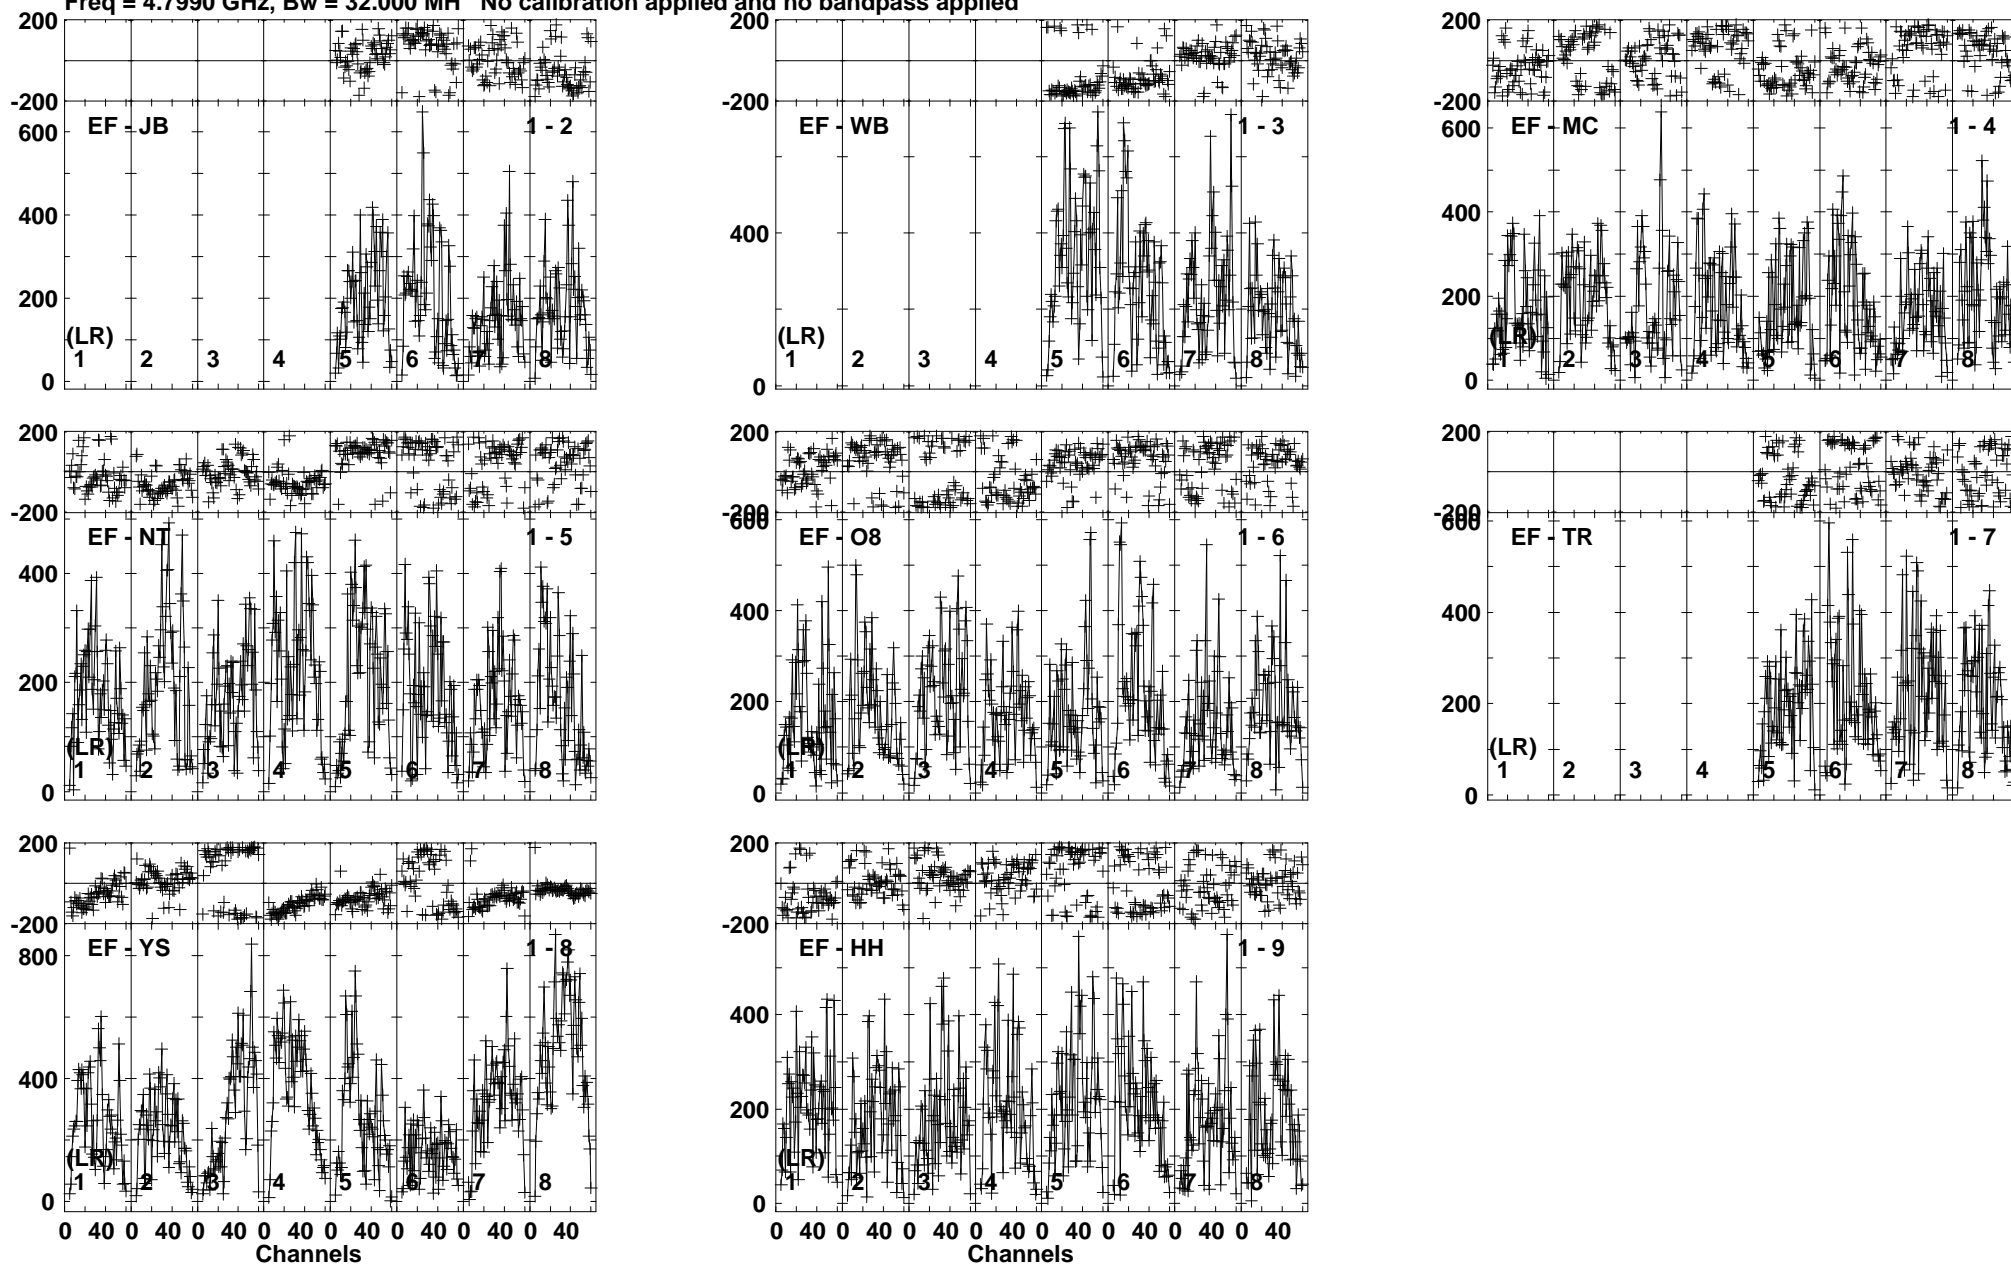 Freq = 4.7990 GHz, Bw = 32.000 MH No calibration applied and no bandpass applied
200
-200
600
400
200
0
EF - JB
1 - 2
(LR)
1 2 3 4 5 6 7 8
200
-200
400
0
EF - WB
1 - 3
(LR)
1 2 3 4 5 6 7 8
200
-200
600
400
200
0
EF - MC
1 - 4
(LR)
1 2 3 4 5 6 7 8
200
-200
400
200
0
EF - NT
1 - 5
(LR)
1 2 3 4 5 6 7 8
200
-200
600
400
200
0
EF - O8
1 - 6
(LR)
1 2 3 4 5 6 7 8
200
-200
600
400
200
0
EF - TR
1 - 7
(LR)
1 2 3 4 5 6 7 8
200
-200
800
400
0
EF - YS
1 - 8
(LR)
1 2 3 4 5 6 7 8
0 40 0 40 0 40 0 40 0 40 0 40 0 40 0 40
Channels
200
-200
400
200
0
EF - HH
1 - 9
(LR)
1 2 3 4 5 6 7 8
0 40 0 40 0 40 0 40 0 40 0 40 0 40 0 40
Channels